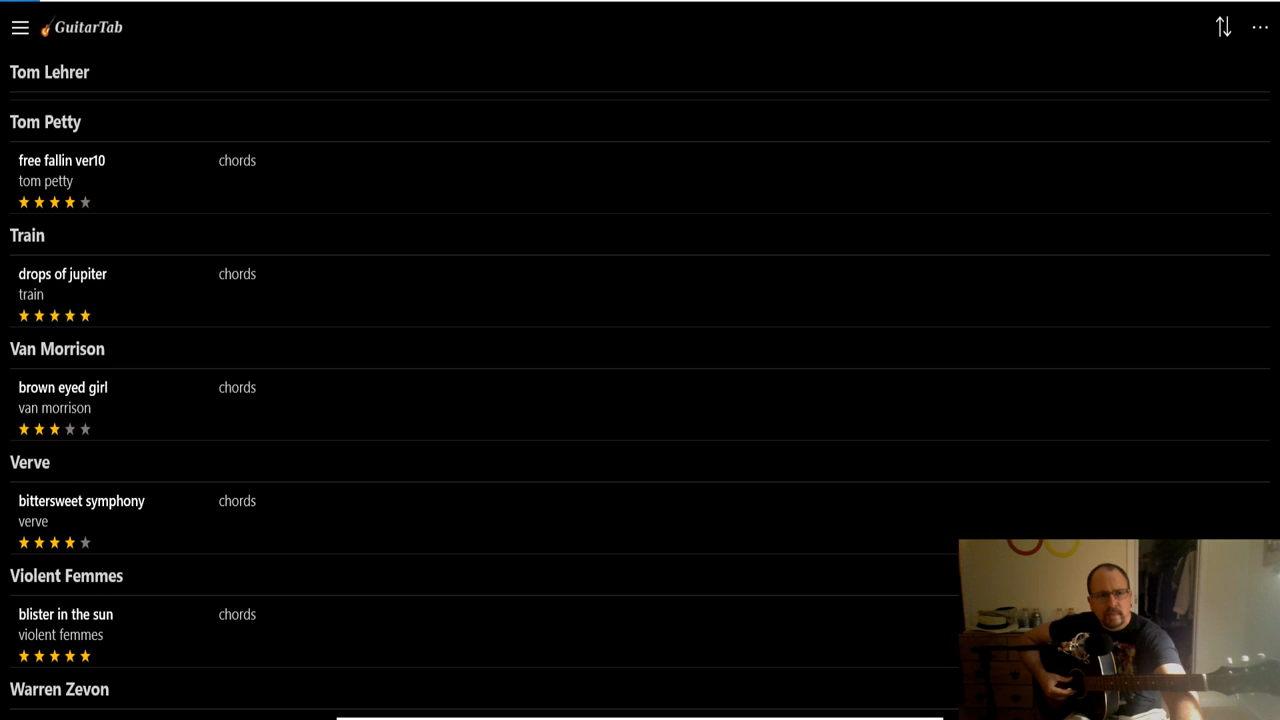 GuitarTab
Tom Lehrer
Tom Petty
free fallin ver10 chords
tom petty
Train
drops of jupiter chords
train
Van Morrison
brown eyed girl chords
van morrison
Verve
bittersweet symphony chords
verve
Violent Femmes
blister in the sun chords
violent femmes
Warren Zevon